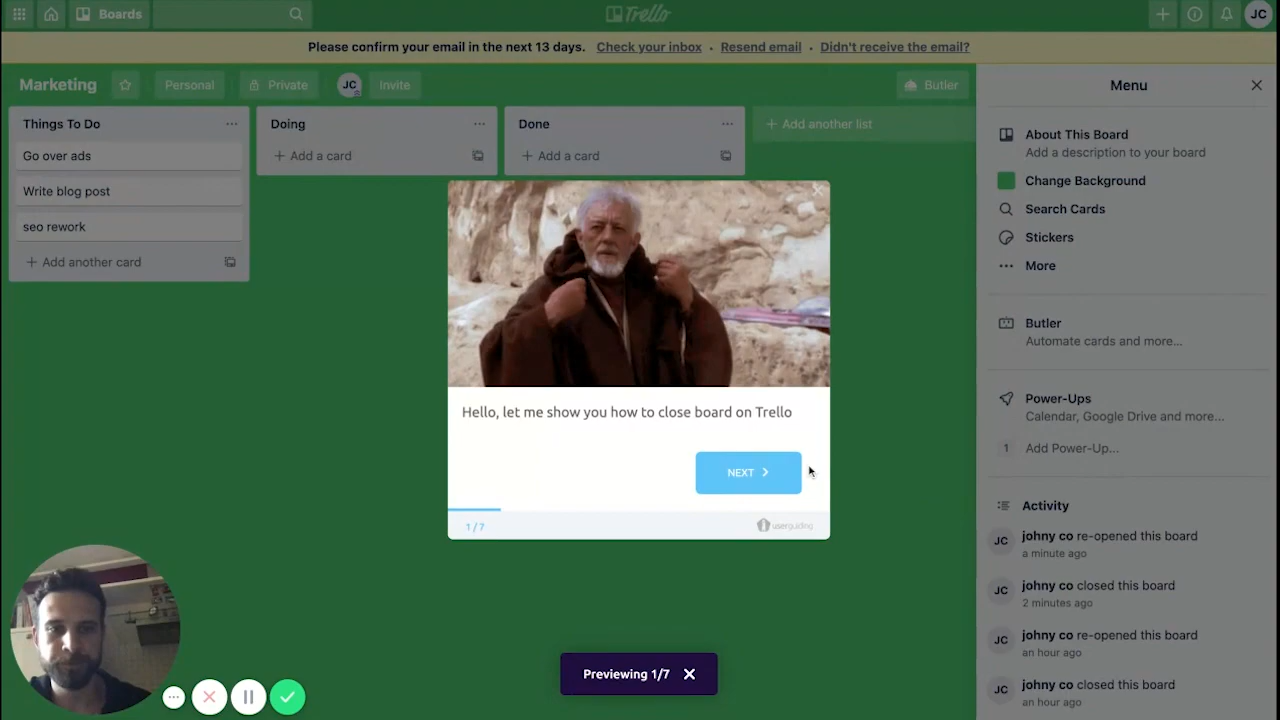 Boards
Trello
JC
Please confirm your email in the next 13 days. Check your inbox • Resend email • Didn't receive the email?
Marketing
Personal
Private
JC
Invite
Butler
Things To Do
Go over ads
Write blog post
seo rework
+ Add another card
Doing
+ Add a card
Done
+ Add a card
+ Add another list
Hello, let me show you how to close board on Trello
NEXT
1 / 7
userguiding
Previewing 1/7
Menu
About This Board
Add a description to your board
Change Background
Search Cards
Stickers
More
Butler
Automate cards and more...
Power-Ups
Calendar, Google Drive and more...
1 Add Power-Up...
Activity
JC johny co re-opened this board
a minute ago
JC johny co closed this board
2 minutes ago
JC johny co re-opened this board
an hour ago
JC johny co closed this board
an hour ago